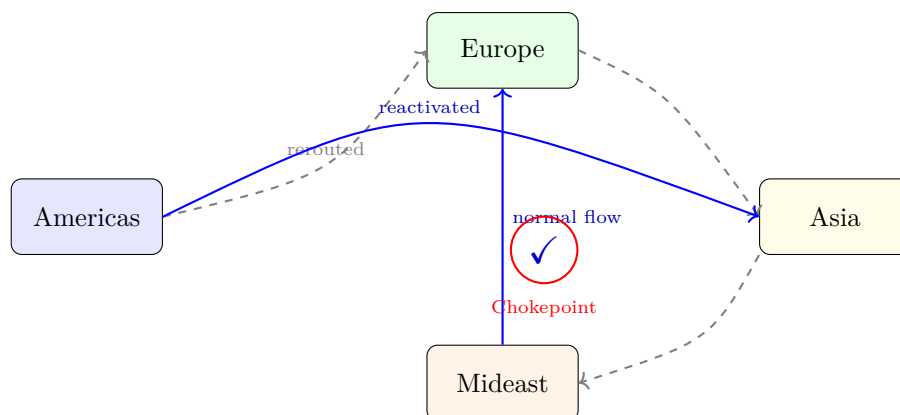 Europe
reactivated
rerouted
Americas
normal flow
Asia
✓
Chokepoint
Mideast